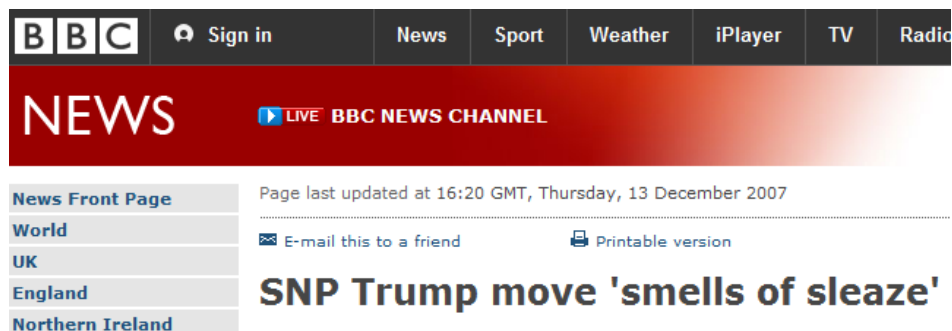 BBC Sign in News Sport Weather iPlayer TV Radio
NEWS LIVE BBC NEWS CHANNEL
News Front Page
World
UK
England
Northern Ireland
Page last updated at 16:20 GMT, Thursday, 13 December 2007
E-mail this to a friend Printable version
SNP Trump move 'smells of sleaze'